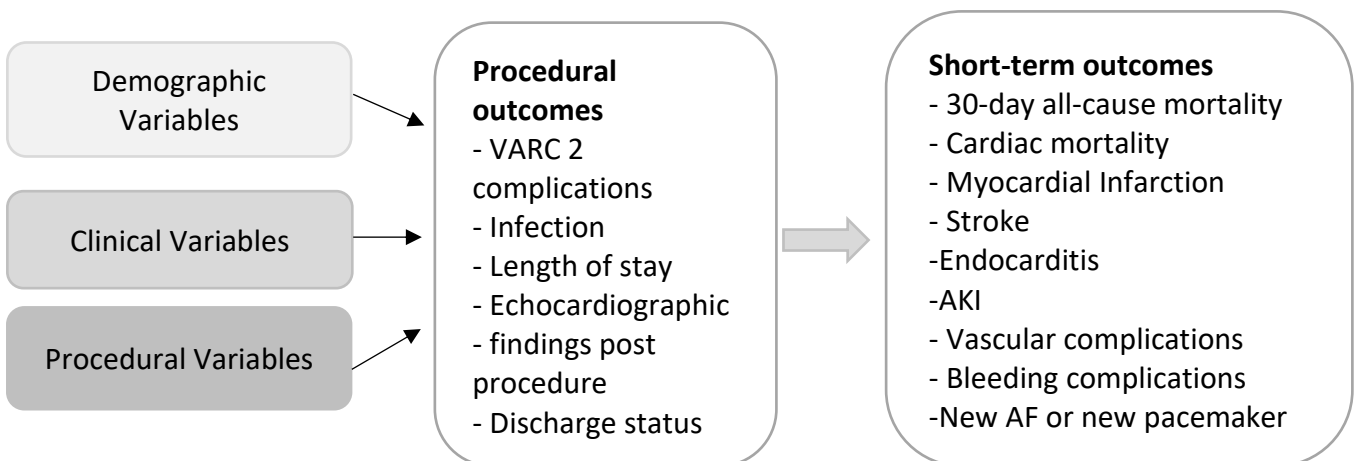 Demographic
Variables
Clinical Variables
Procedural Variables
Procedural
outcomes
- VARC 2
complications
- Infection
- Length of stay
- Echocardiographic
- findings post
procedure
- Discharge status
Short-term outcomes
- 30-day all-cause mortality
- Cardiac mortality
- Myocardial Infarction
- Stroke
-Endocarditis
-AKI
- Vascular complications
- Bleeding complications
-New AF or new pacemaker